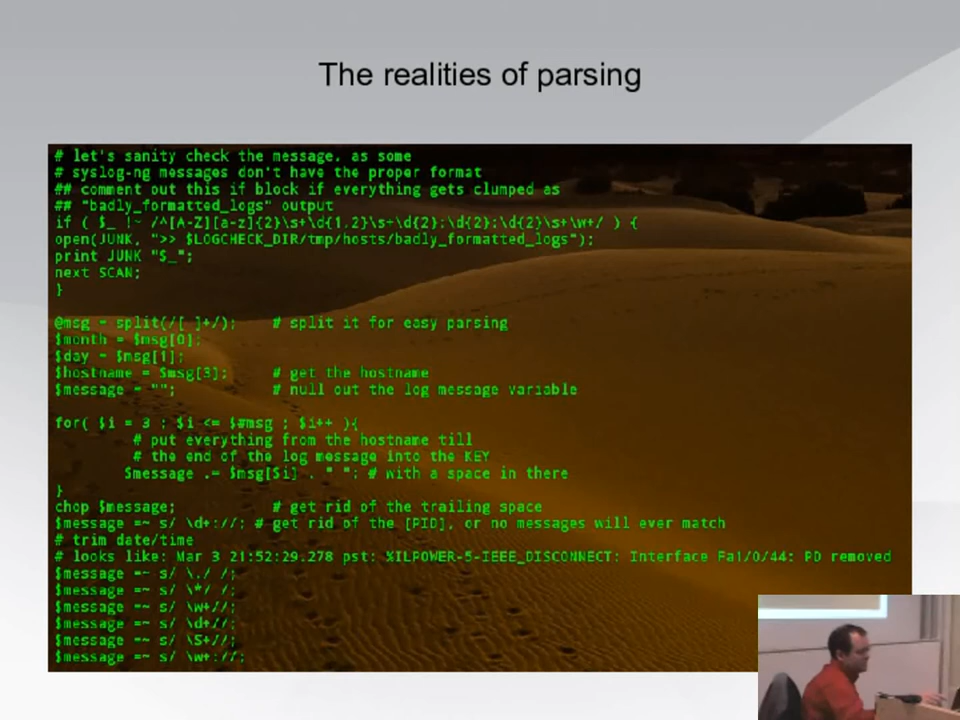 The realities of parsing
# let's sanity check the message, as some
# syslog-ng messages don't have the proper format
## comment out this if block if everything gets clumped as
## "badly_formatted_logs" output
if ( $_ !~ /^[A-Z][a-z]{2}\s+\d{1,2}\s+\d{2}:\d{2}:\d{2}\s+\w+/ ) {
open(JUNK, ">> $LOGCHECK_DIR/tmp/hosts/badly_formatted_logs");
print JUNK "$_";
next SCAN;
}
@msg = split(/[ ]+/); # split it for easy parsing
$month = $msg[0];
$day = $msg[1];
$hostname = $msg[3]; # get the hostname
$message = ""; # null out the log message variable
for( $i = 3 ; $i <= $#msg ; $i++ ){
# put everything from the hostname till
# the end of the log message into the KEY
$message .= $msg[$i] . " "; # with a space in there
}
chop $message; # get rid of the trailing space
$message =~ s/ \d+://; # get rid of the [PID], or no messages will ever match
# trim date/time
# looks like: Mar 3 21:52:29.278 pst: %ILPOWER-5-IEEE_DISCONNECT: Interface Fa1/0/44: PD removed
$message =~ s/ \./ /;
$message =~ s/ \*/ /;
$message =~ s/ \w+//;
$message =~ s/ \d+//;
$message =~ s/ \S+//;
$message =~ s/ \w+://;